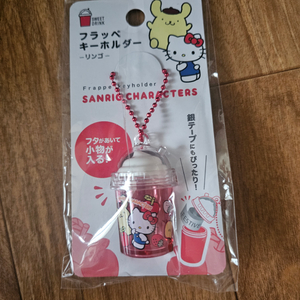 SWEET DRINK
フラッペ
キーホルダー
-リンゴ-
Frappe keyholder
SANRIO CHARACTERS
フタがあいて
小物が
入る
銀テープにもぴったり!